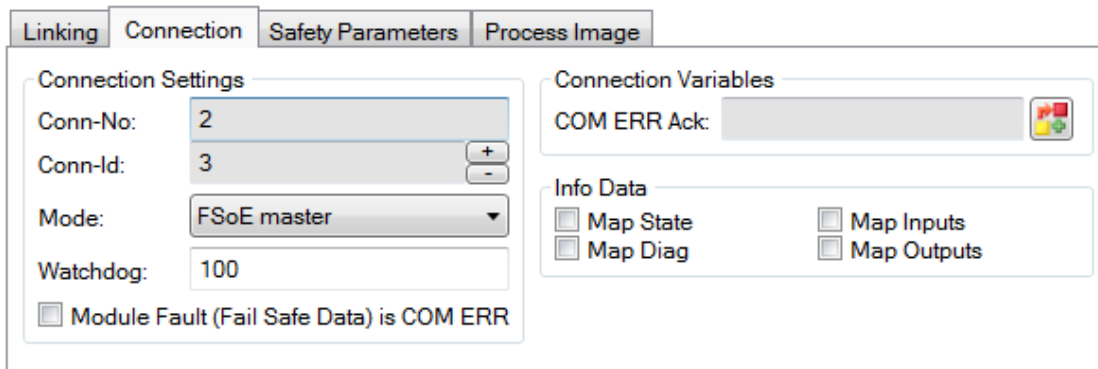 Linking Connection Safety Parameters Process Image
Connection Settings
Conn-No: 2
Conn-Id: 3 + -
Mode: FSoE master
Watchdog: 100
Module Fault (Fail Safe Data) is COM ERR
Connection Variables
COM ERR Ack:
Info Data
Map State Map Inputs
Map Diag Map Outputs